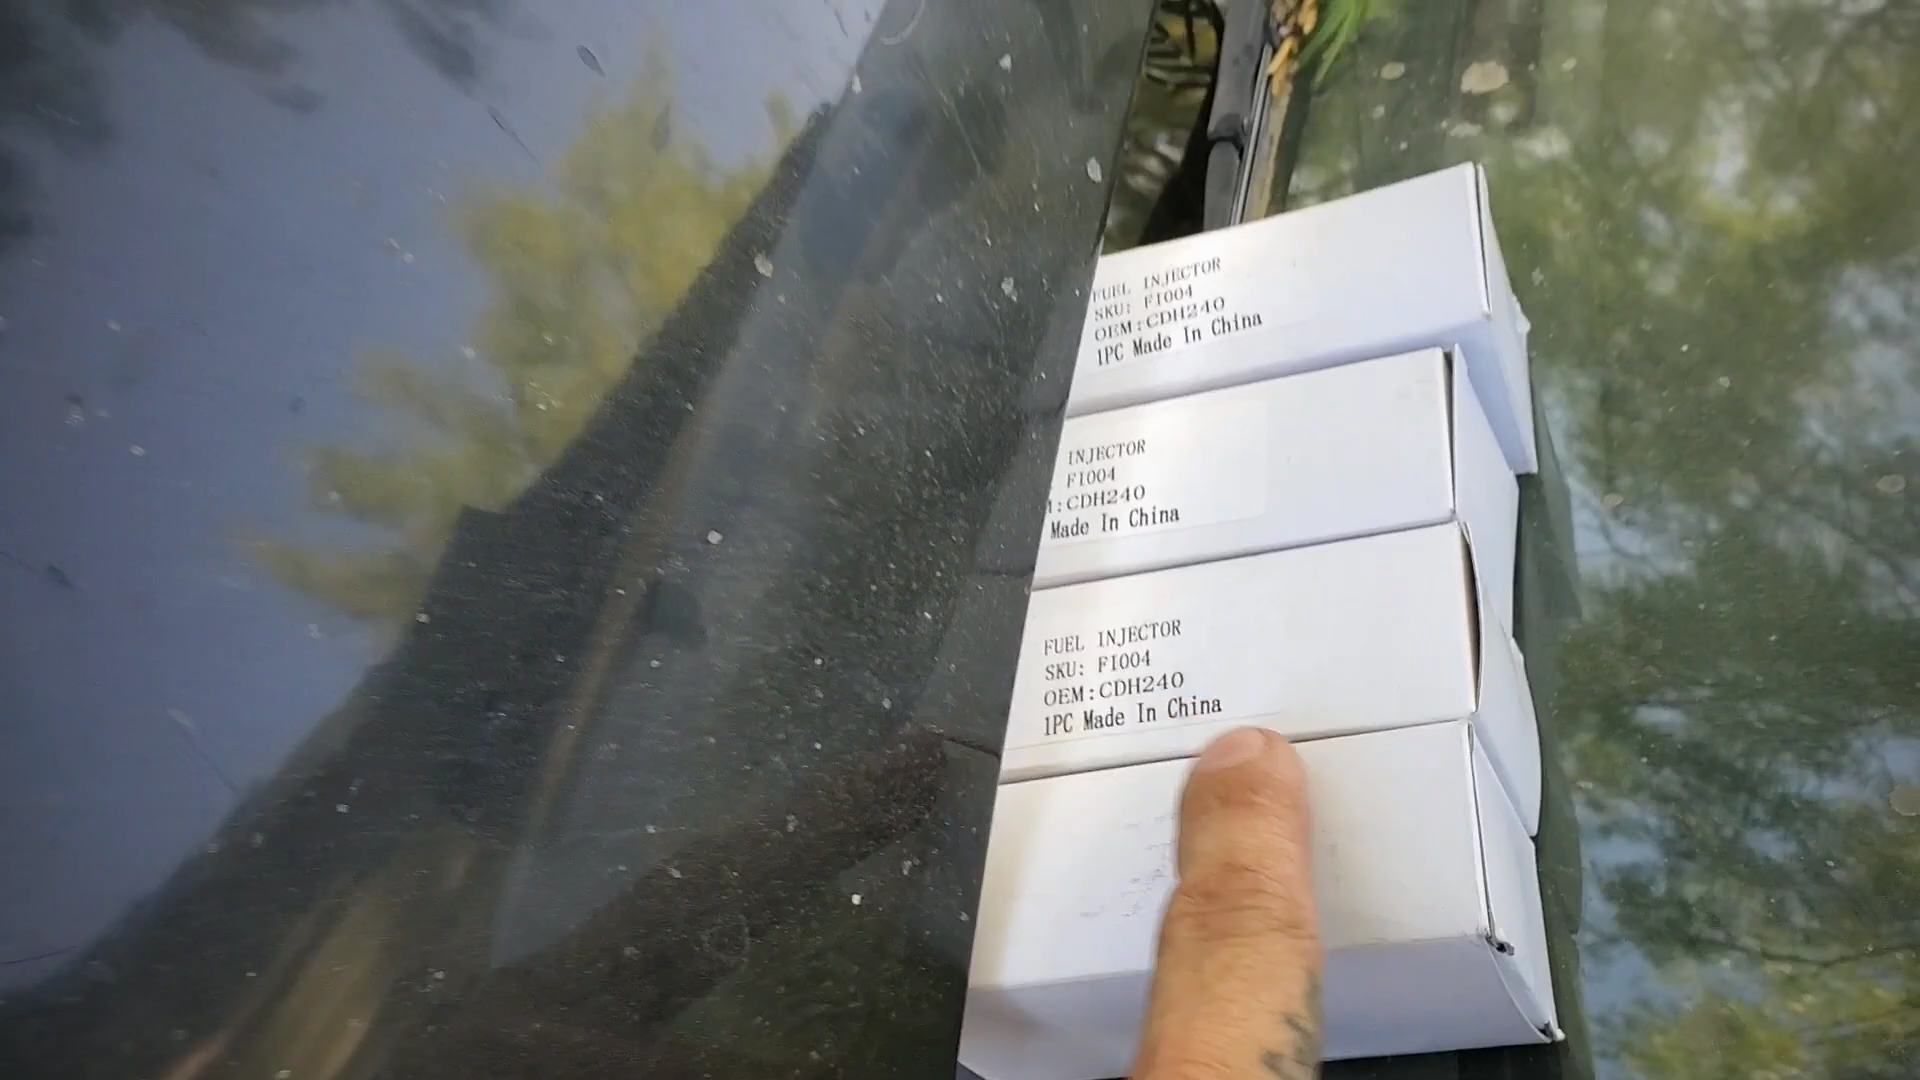 FUEL INJECTOR
SKU: FI004
OEM:CDH240
1PC Made In China
INJECTOR
FI004
:CDH240
Made In China
FUEL INJECTOR
SKU: FI004
OEM:CDH240
1PC Made In China